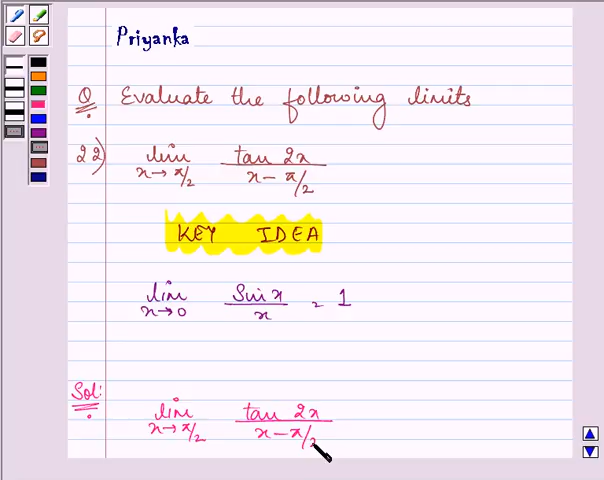 Priyanka
Q Evaluate the following limits
22) lim x→π/2 tan 2x / x - π/2
KEY IDEA
lim x→0 Sin x / x = 1
Sol:
lim x→π/2 tan 2x / x - π/2